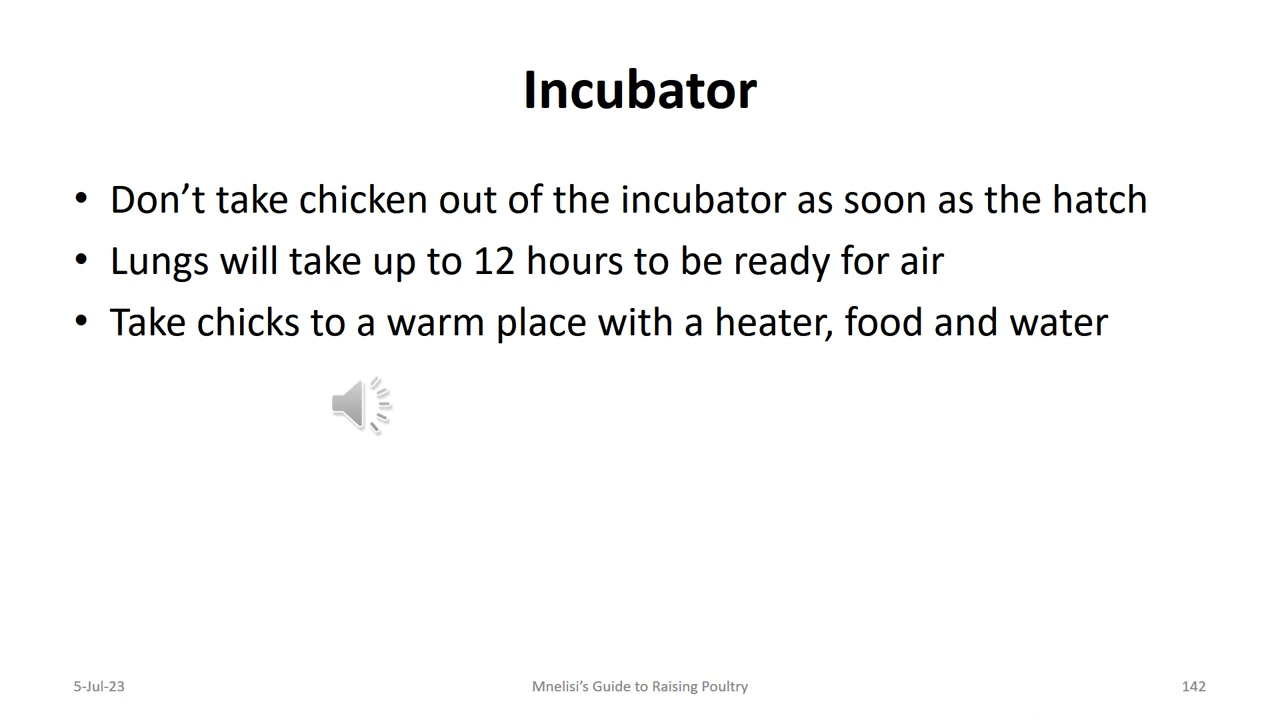 Incubator
• Don’t take chicken out of the incubator as soon as the hatch
• Lungs will take up to 12 hours to be ready for air
• Take chicks to a warm place with a heater, food and water
5-Jul-23
Mnelisi’s Guide to Raising Poultry
142